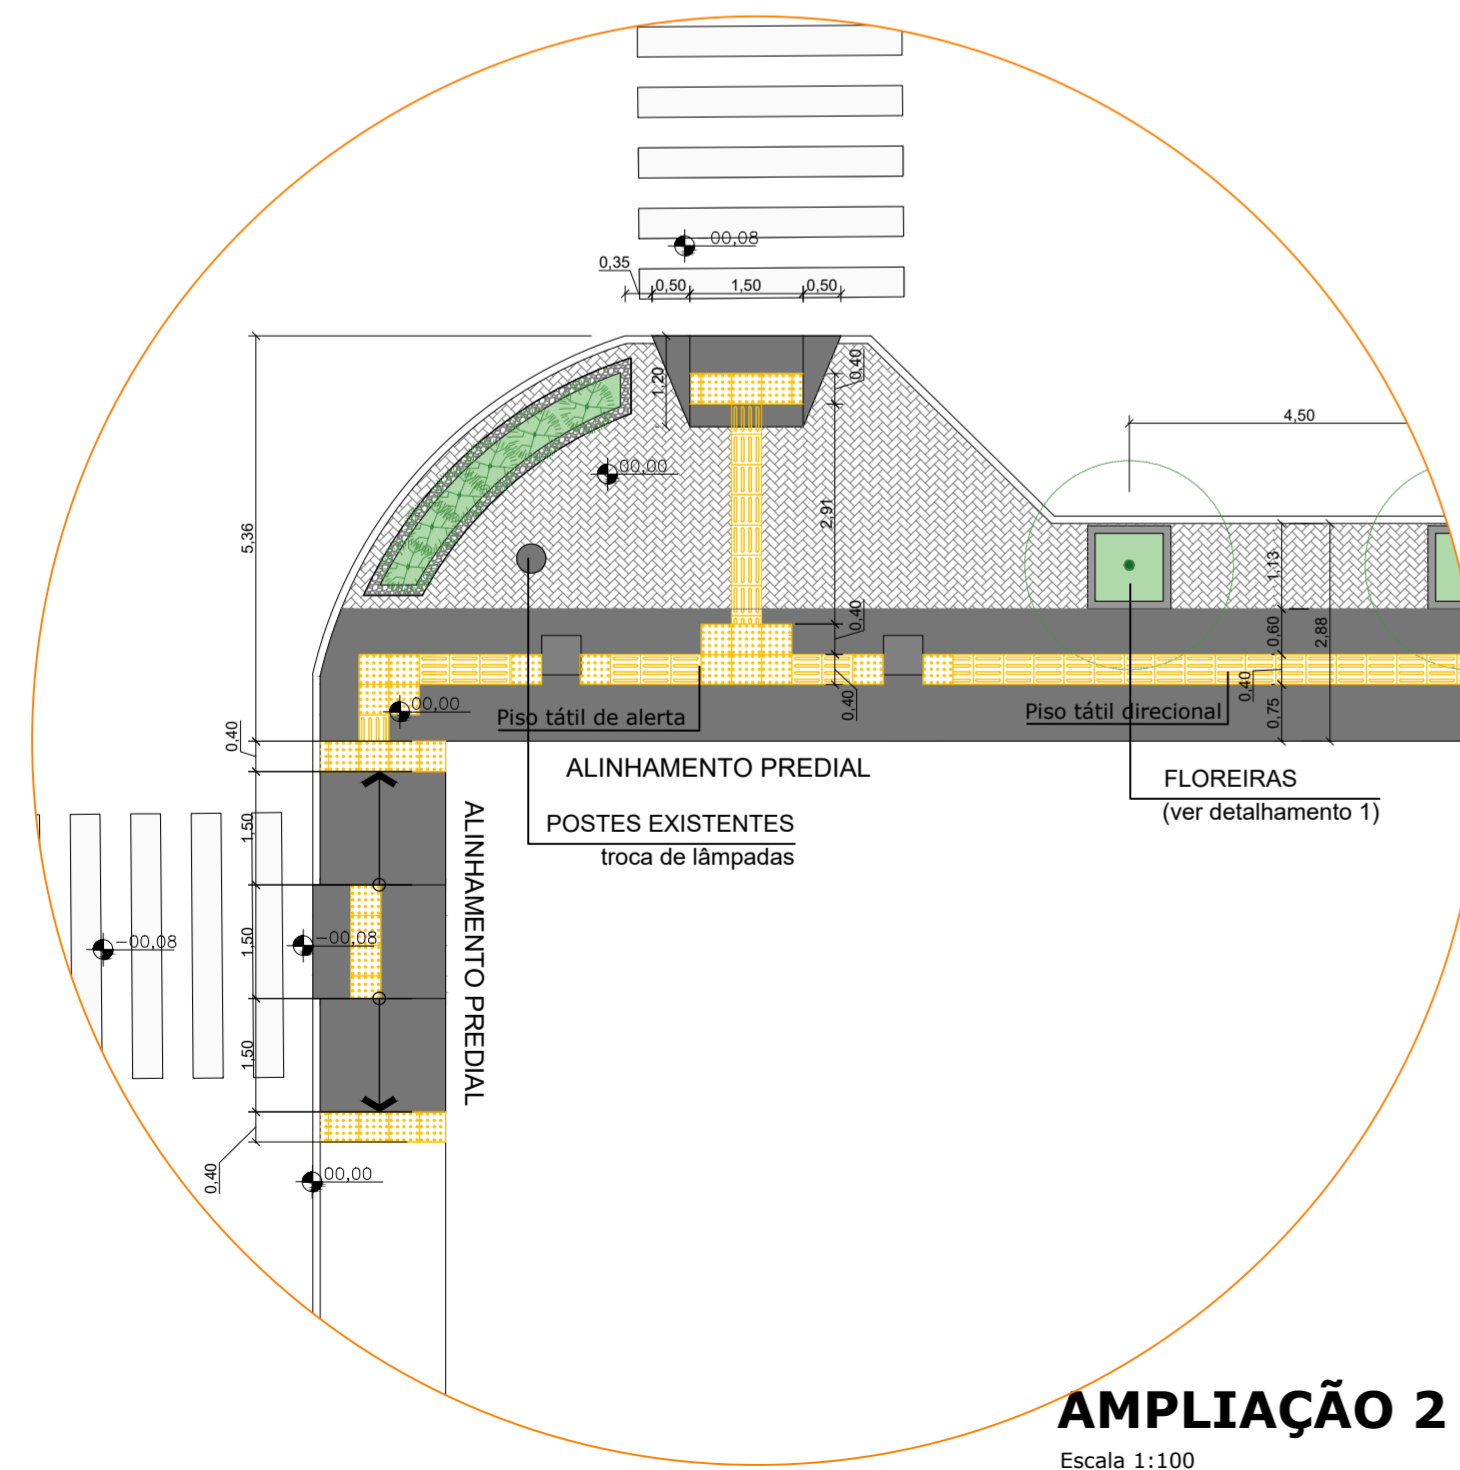 -00,08
0,35
0,50
1,50
0,50
1,20
0,40
4,50
00,00
2,91
5,36
1,13
0,40
0,60
2,88
00,00
0,40
0,40
0,75
Piso tátil de alerta
Piso tátil direcional
0,40
ALINHAMENTO PREDIAL
FLOREIRAS
(ver detalhamento 1)
ALINHAMENTO PREDIAL
POSTES EXISTENTES
troca de lâmpadas
1,50
-00,08
-00,08
1,50
1,50
0,40
00,00
AMPLIAÇÃO 2
Escala 1:100